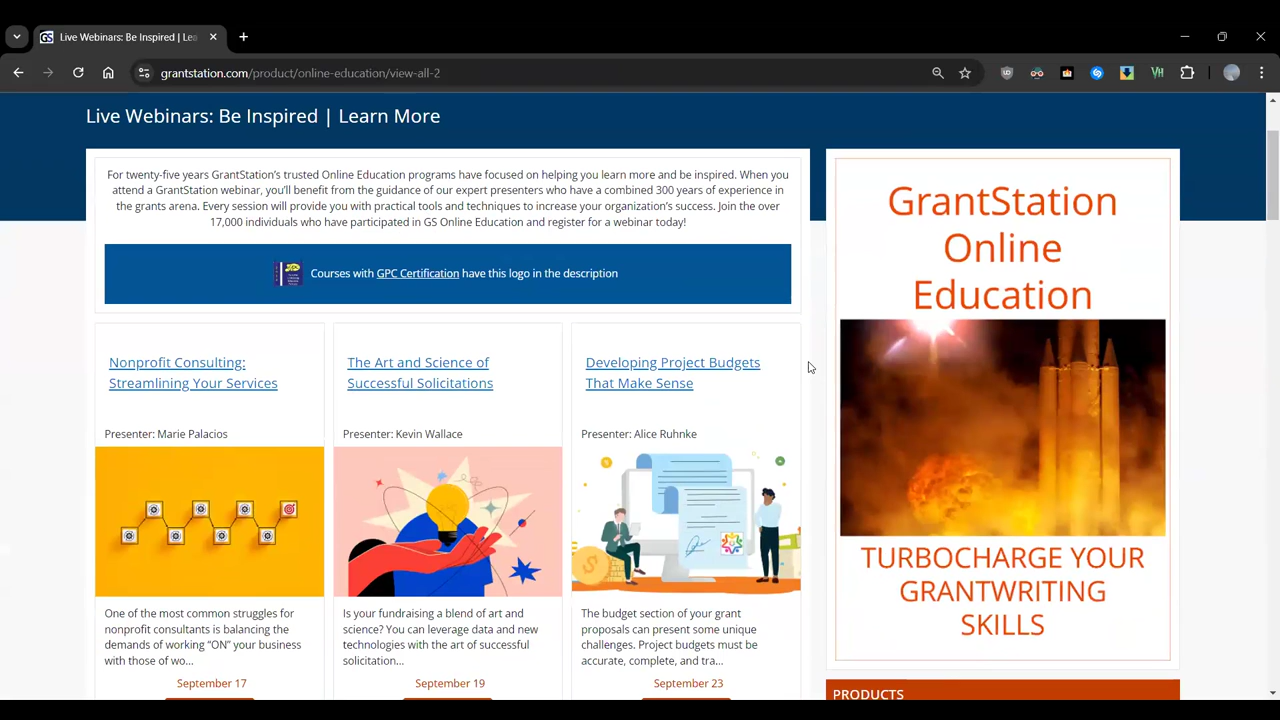 Live Webinars: Be Inspired | Lea
grantstation.com/product/online-education/view-all-2
Live Webinars: Be Inspired | Learn More
For twenty-five years GrantStation's trusted Online Education programs have focused on helping you learn more and be inspired. When you
attend a GrantStation webinar, you'll benefit from the guidance of our expert presenters who have a combined 300 years of experience in
the grants arena. Every session will provide you with practical tools and techniques to increase your organization's success. Join the over
17,000 individuals who have participated in GS Online Education and register for a webinar today!
Courses with GPC Certification have this logo in the description
Nonprofit Consulting:
Streamlining Your Services
Presenter: Marie Palacios
One of the most common struggles for
nonprofit consultants is balancing the
demands of working "ON" your business
with those of wo...
September 17
The Art and Science of
Successful Solicitations
Presenter: Kevin Wallace
Is your fundraising a blend of art and
science? You can leverage data and new
technologies with the art of successful
solicitation...
September 19
Developing Project Budgets
That Make Sense
Presenter: Alice Ruhnke
The budget section of your grant
proposals can present some unique
challenges. Project budgets must be
accurate, complete, and tra...
September 23
GrantStation
Online
Education
TURBOCHARGE YOUR
GRANTWRITING
SKILLS
PRODUCTS